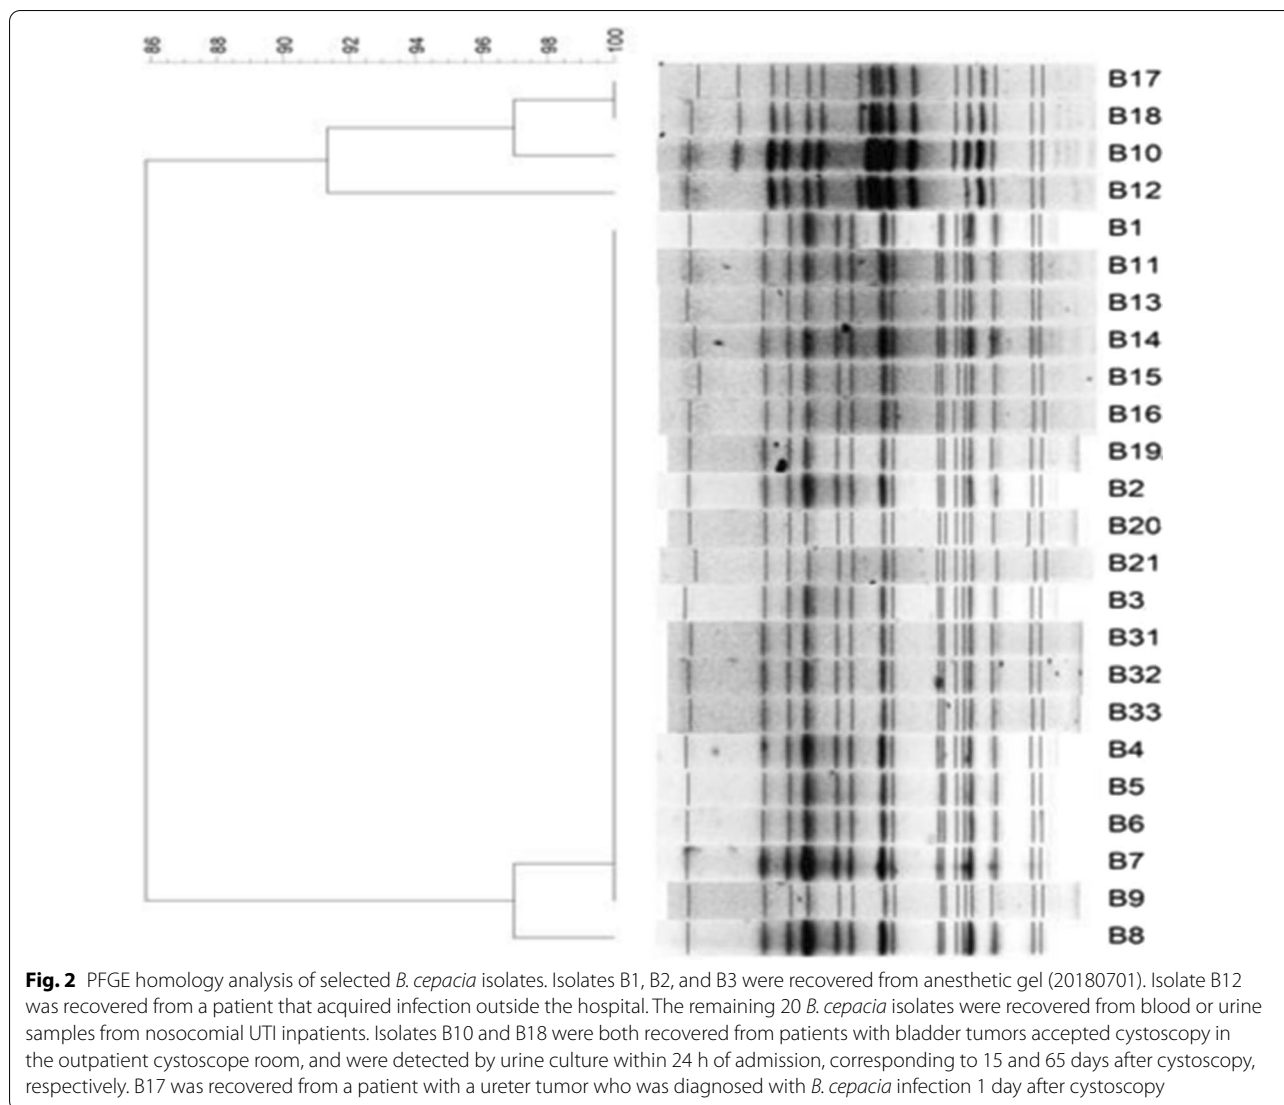 86 90 92 94 96 98 100
B17
B18
B10
B12
B1
B11
B13
B14
B15
B16
B19
B2
B20
B21
B3
B31
B32
B33
B4
B5
B6
B7
B9
B8
Fig. 2 PFGE homology analysis of selected B. cepacia isolates. Isolates B1, B2, and B3 were recovered from anesthetic gel (20180701). Isolate B12
was recovered from a patient that acquired infection outside the hospital. The remaining 20 B. cepacia isolates were recovered from blood or urine
samples from nosocomial UTI inpatients. Isolates B10 and B18 were both recovered from patients with bladder tumors accepted cystoscopy in
the outpatient cystoscope room, and were detected by urine culture within 24 h of admission, corresponding to 15 and 65 days after cystoscopy,
respectively. B17 was recovered from a patient with a ureter tumor who was diagnosed with B. cepacia infection 1 day after cystoscopy